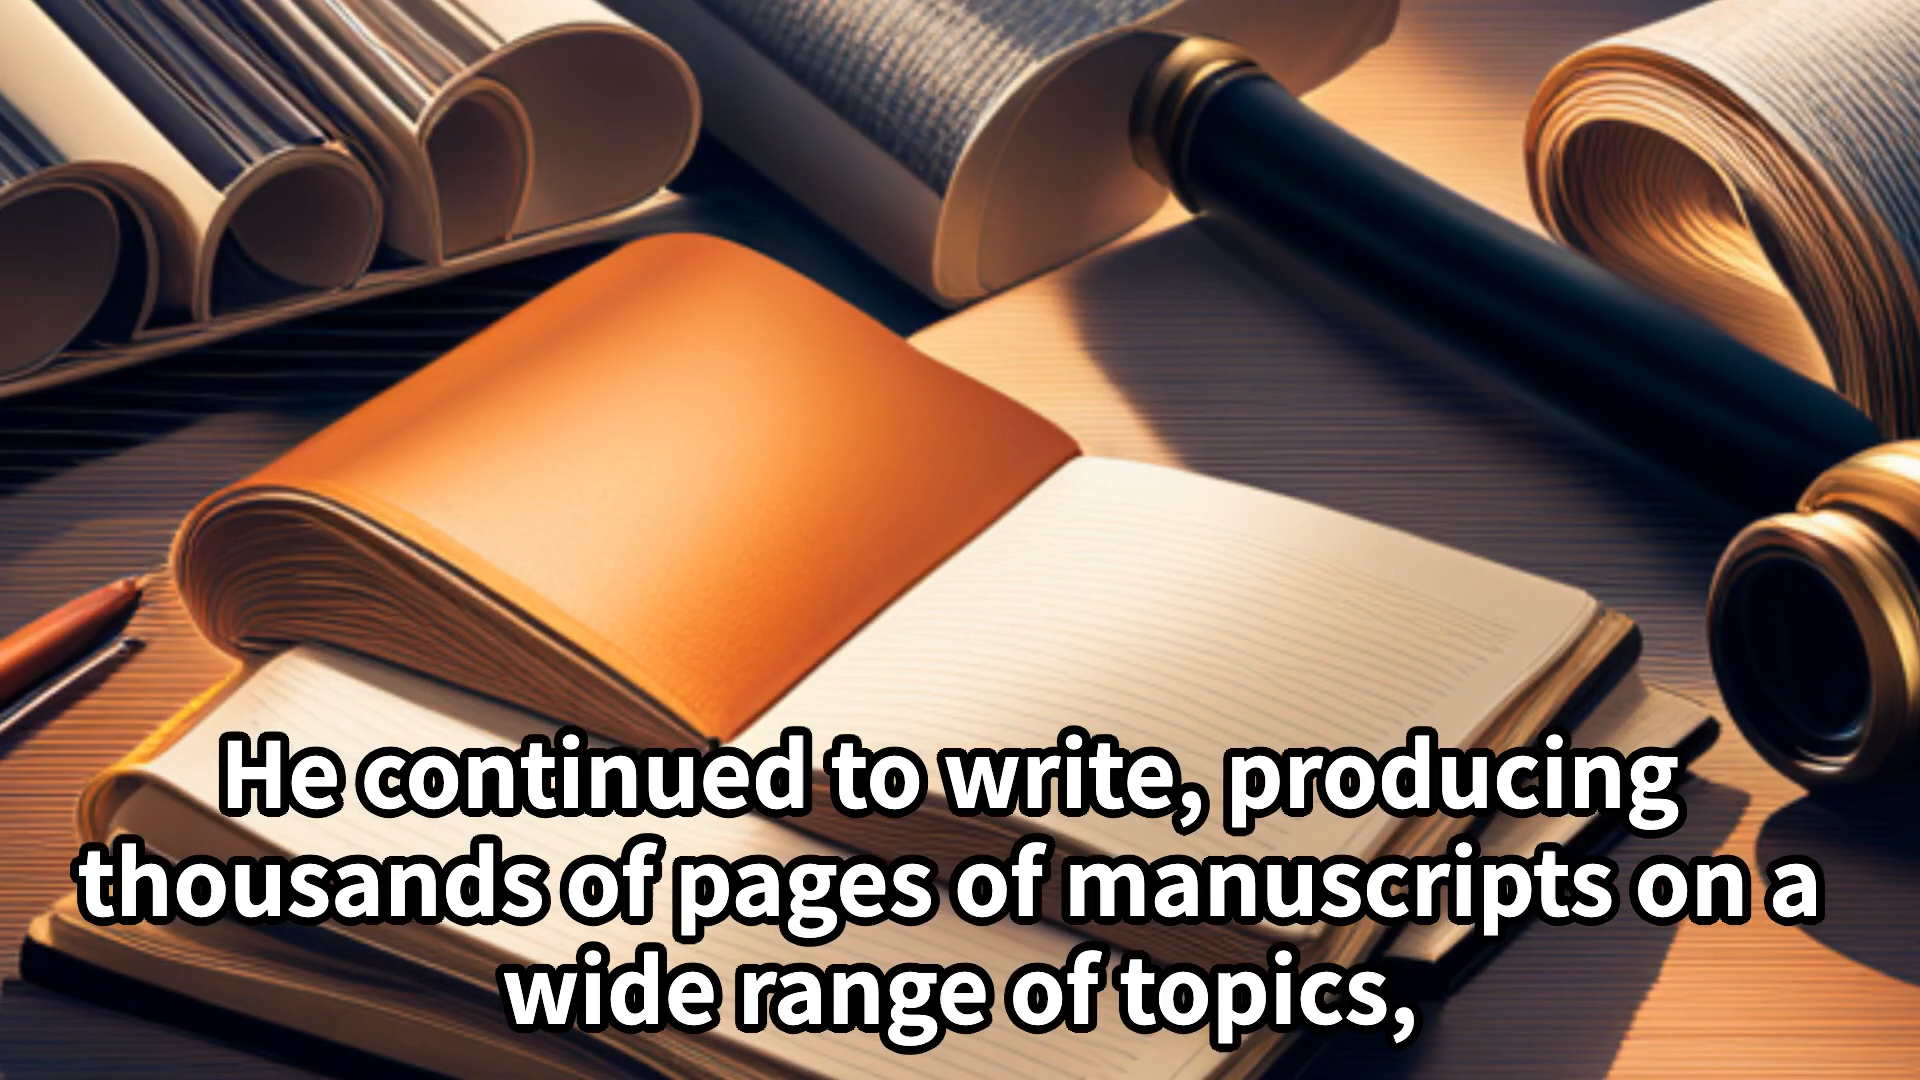 He continued to write, producing
thousands of pages of manuscripts on a
wide range of topics,